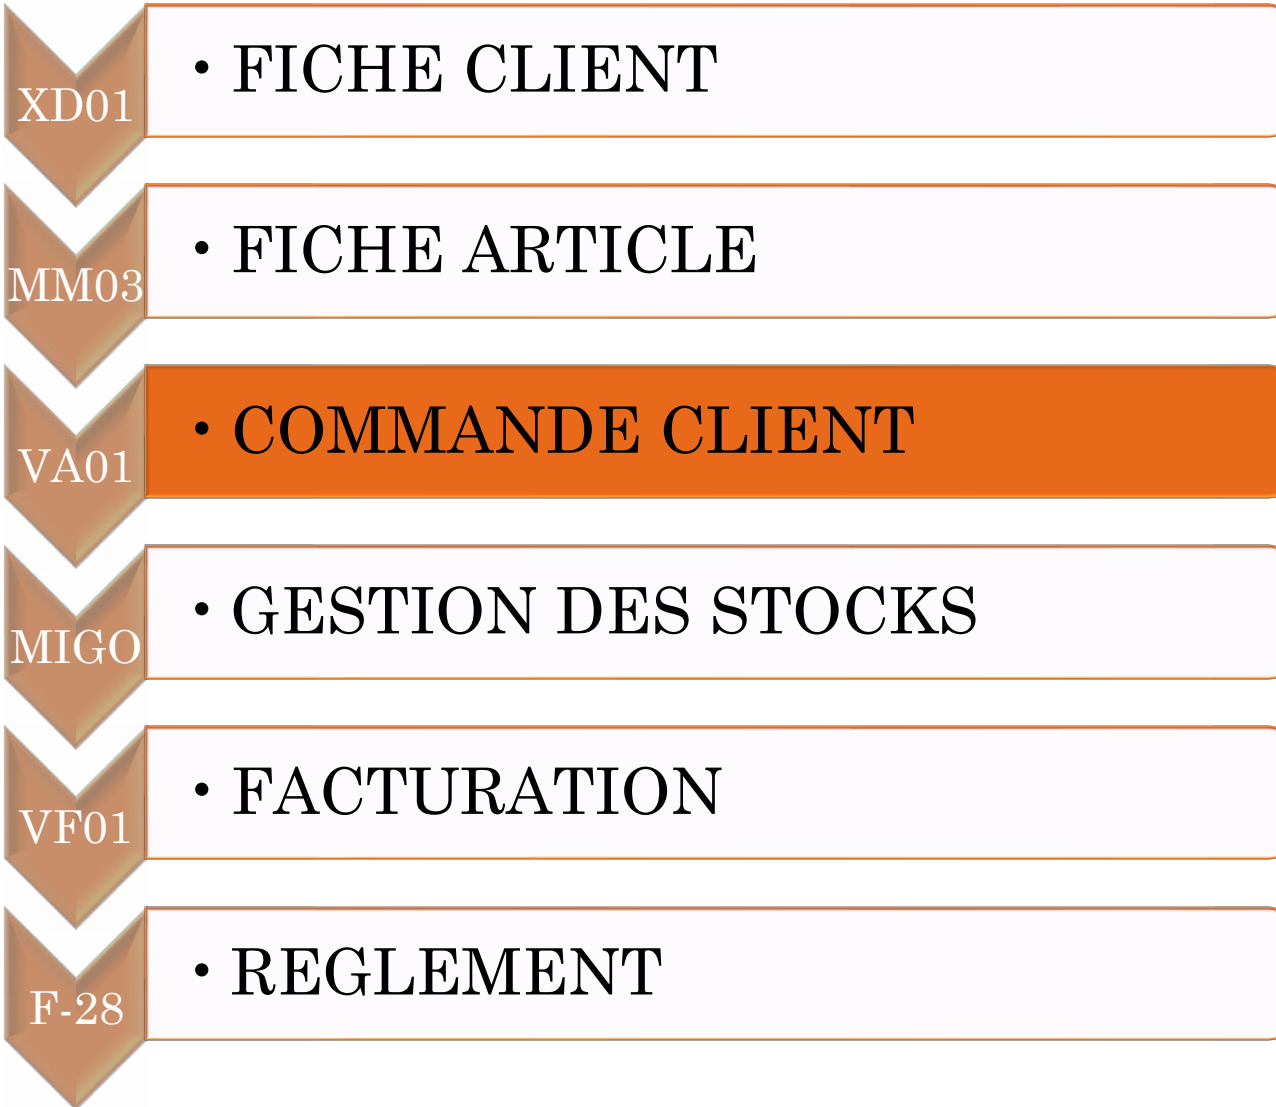 XD01
• FICHE CLIENT
MM03
• FICHE ARTICLE
VA01
• COMMANDE CLIENT
MIGO
• GESTION DES STOCKS
VF01
• FACTURATION
F-28
• REGLEMENT